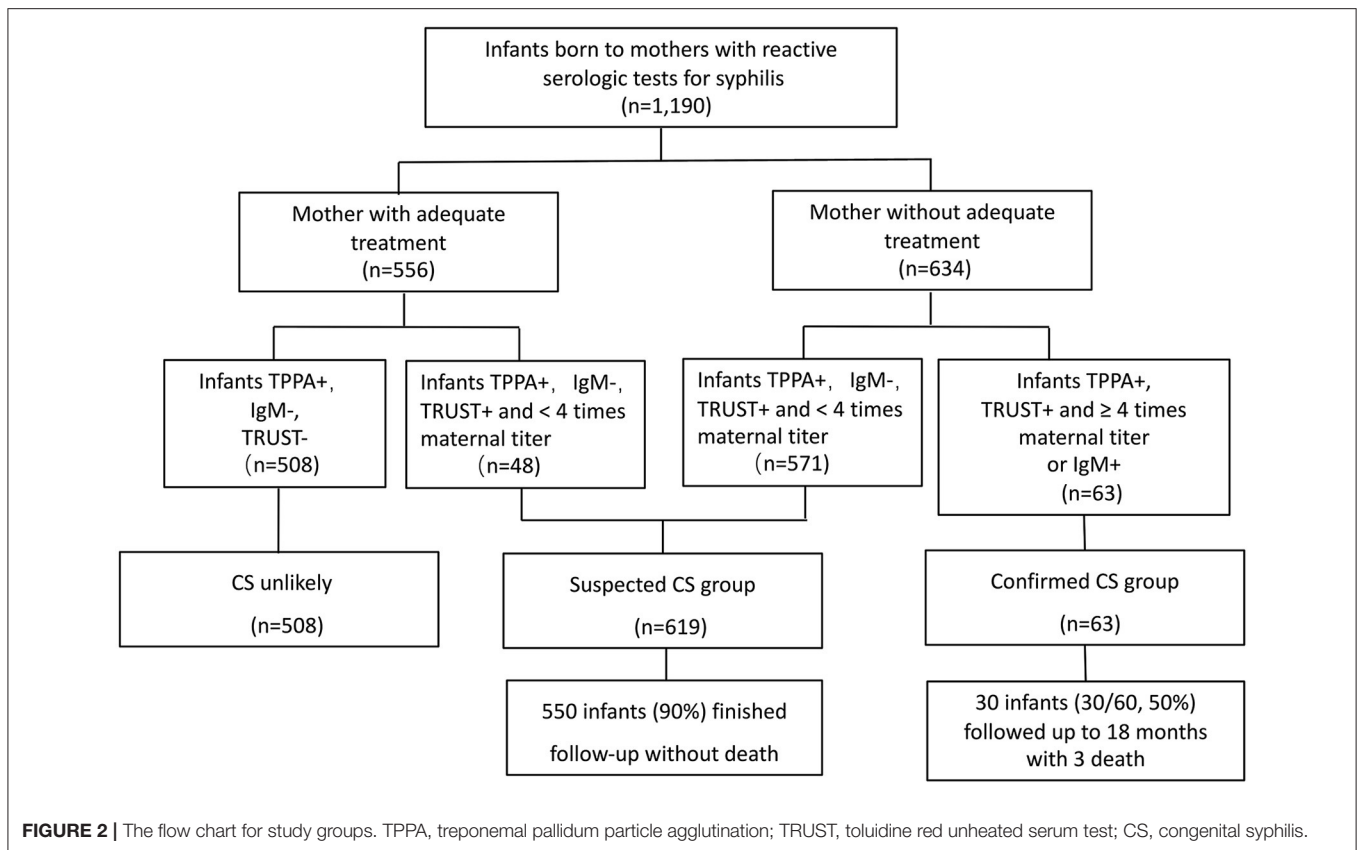 Infants born to mothers with reactive
serologic tests for syphilis
(n=1,190)
Mother with adequate
treatment
(n=556)
Mother without adequate
treatment
(n=634)
Infants TPPA+,
IgM-,
TRUST-
(n=508)
Infants TPPA+, IgM-,
TRUST+ and < 4 times
maternal titer
(n=48)
Infants TPPA+, IgM-,
TRUST+ and < 4 times
maternal titer
(n=571)
Infants TPPA+,
TRUST+ and ≥ 4 times
maternal titer
or IgM+
(n=63)
CS unlikely
(n=508)
Suspected CS group
(n=619)
Confirmed CS group
(n=63)
550 infants (90%) finished
follow-up without death
30 infants (30/60, 50%)
followed up to 18 months
with 3 death
FIGURE 2 | The flow chart for study groups. TPPA, treponemal pallidum particle agglutination; TRUST, toluidine red unheated serum test; CS, congenital syphilis.